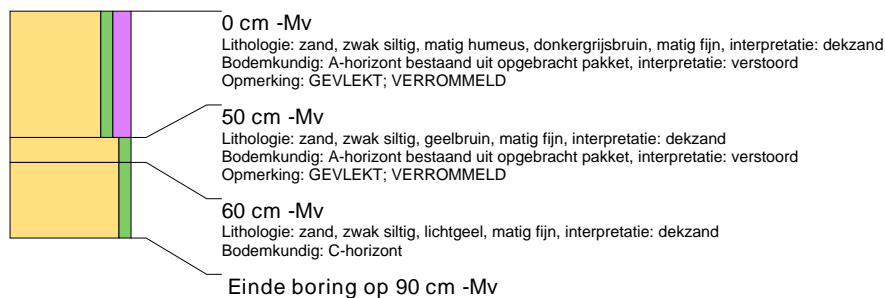 0 cm -Mv
Lithologie: zand, zwak siltig, matig humeus, donkergrijsbruin, matig fijn, interpretatie: dekzand
Bodemkundig: A-horizont bestaand uit opgebracht pakket, interpretatie: verstoord
Opmerking: GEVLEKT; VERROMMELD
50 cm -Mv
Lithologie: zand, zwak siltig, geelbruin, matig fijn, interpretatie: dekzand
Bodemkundig: A-horizont bestaand uit opgebracht pakket, interpretatie: verstoord
Opmerking: GEVLEKT; VERROMMELD
60 cm -Mv
Lithologie: zand, zwak siltig, lichtgeel, matig fijn, interpretatie: dekzand
Bodemkundig: C-horizont
Einde boring op 90 cm -Mv